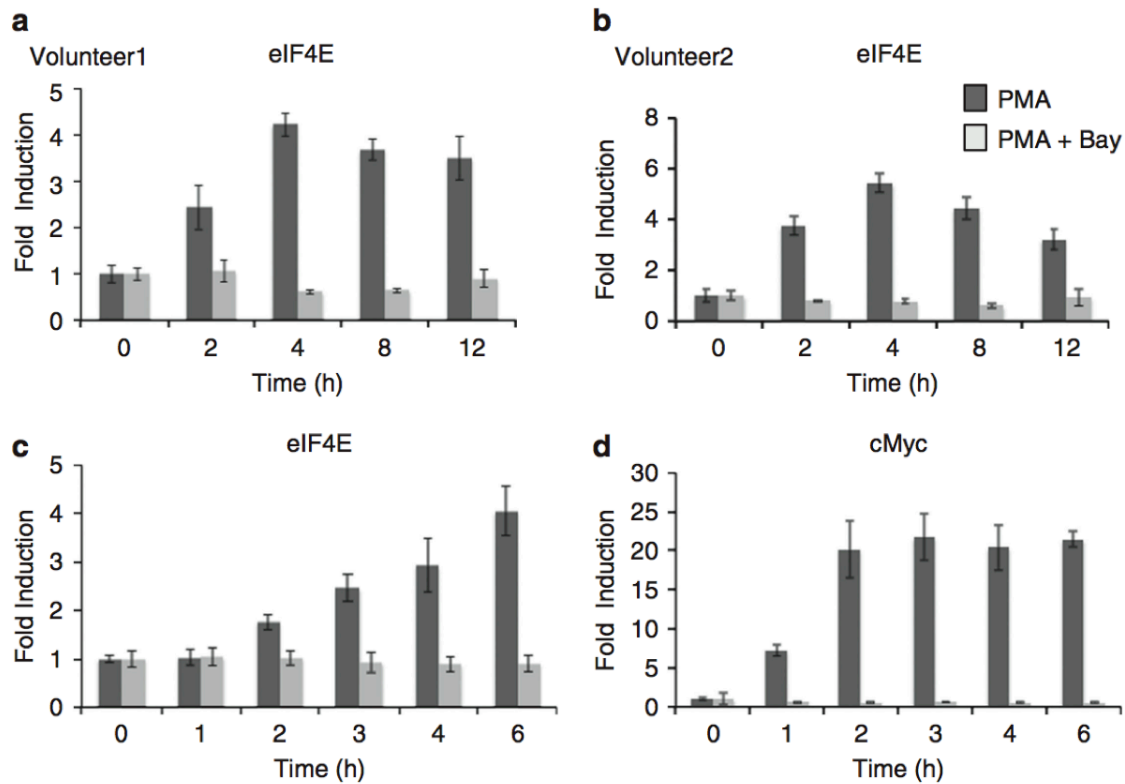 a
Volunteer1 eIF4E
5
4
3
2
1
0
Fold Induction
0 2 4 8 12
Time (h)
b
Volunteer2 eIF4E
PMA
PMA + Bay
8
6
4
2
0
Fold Induction
0 2 4 8 12
Time (h)
c
eIF4E
5
4
3
2
1
0
Fold Induction
0 1 2 3 4 6
Time (h)
d
cMyc
30
25
20
15
10
5
0
Fold Induction
0 1 2 3 4 6
Time (h)